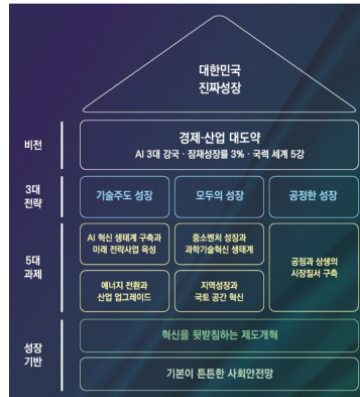 대한민국
진짜성장
비전
경제·산업 대도약
AI 3대 강국 · 잠재성장률 3% · 국력 세계 5강
3대
전략
기술주도 성장
모두의 성장
공정한 성장
5대
과제
AI 혁신 생태계 구축과
미래 전략사업 육성
중소벤처 성장과
과학기술혁신 생태계
공정과 상생의
시장질서 구축
에너지 전환과
산업 업그레이드
지역성장과
국토 공간 혁신
성장
기반
혁신을 뒷받침하는 제도개혁
기본이 튼튼한 사회안전망